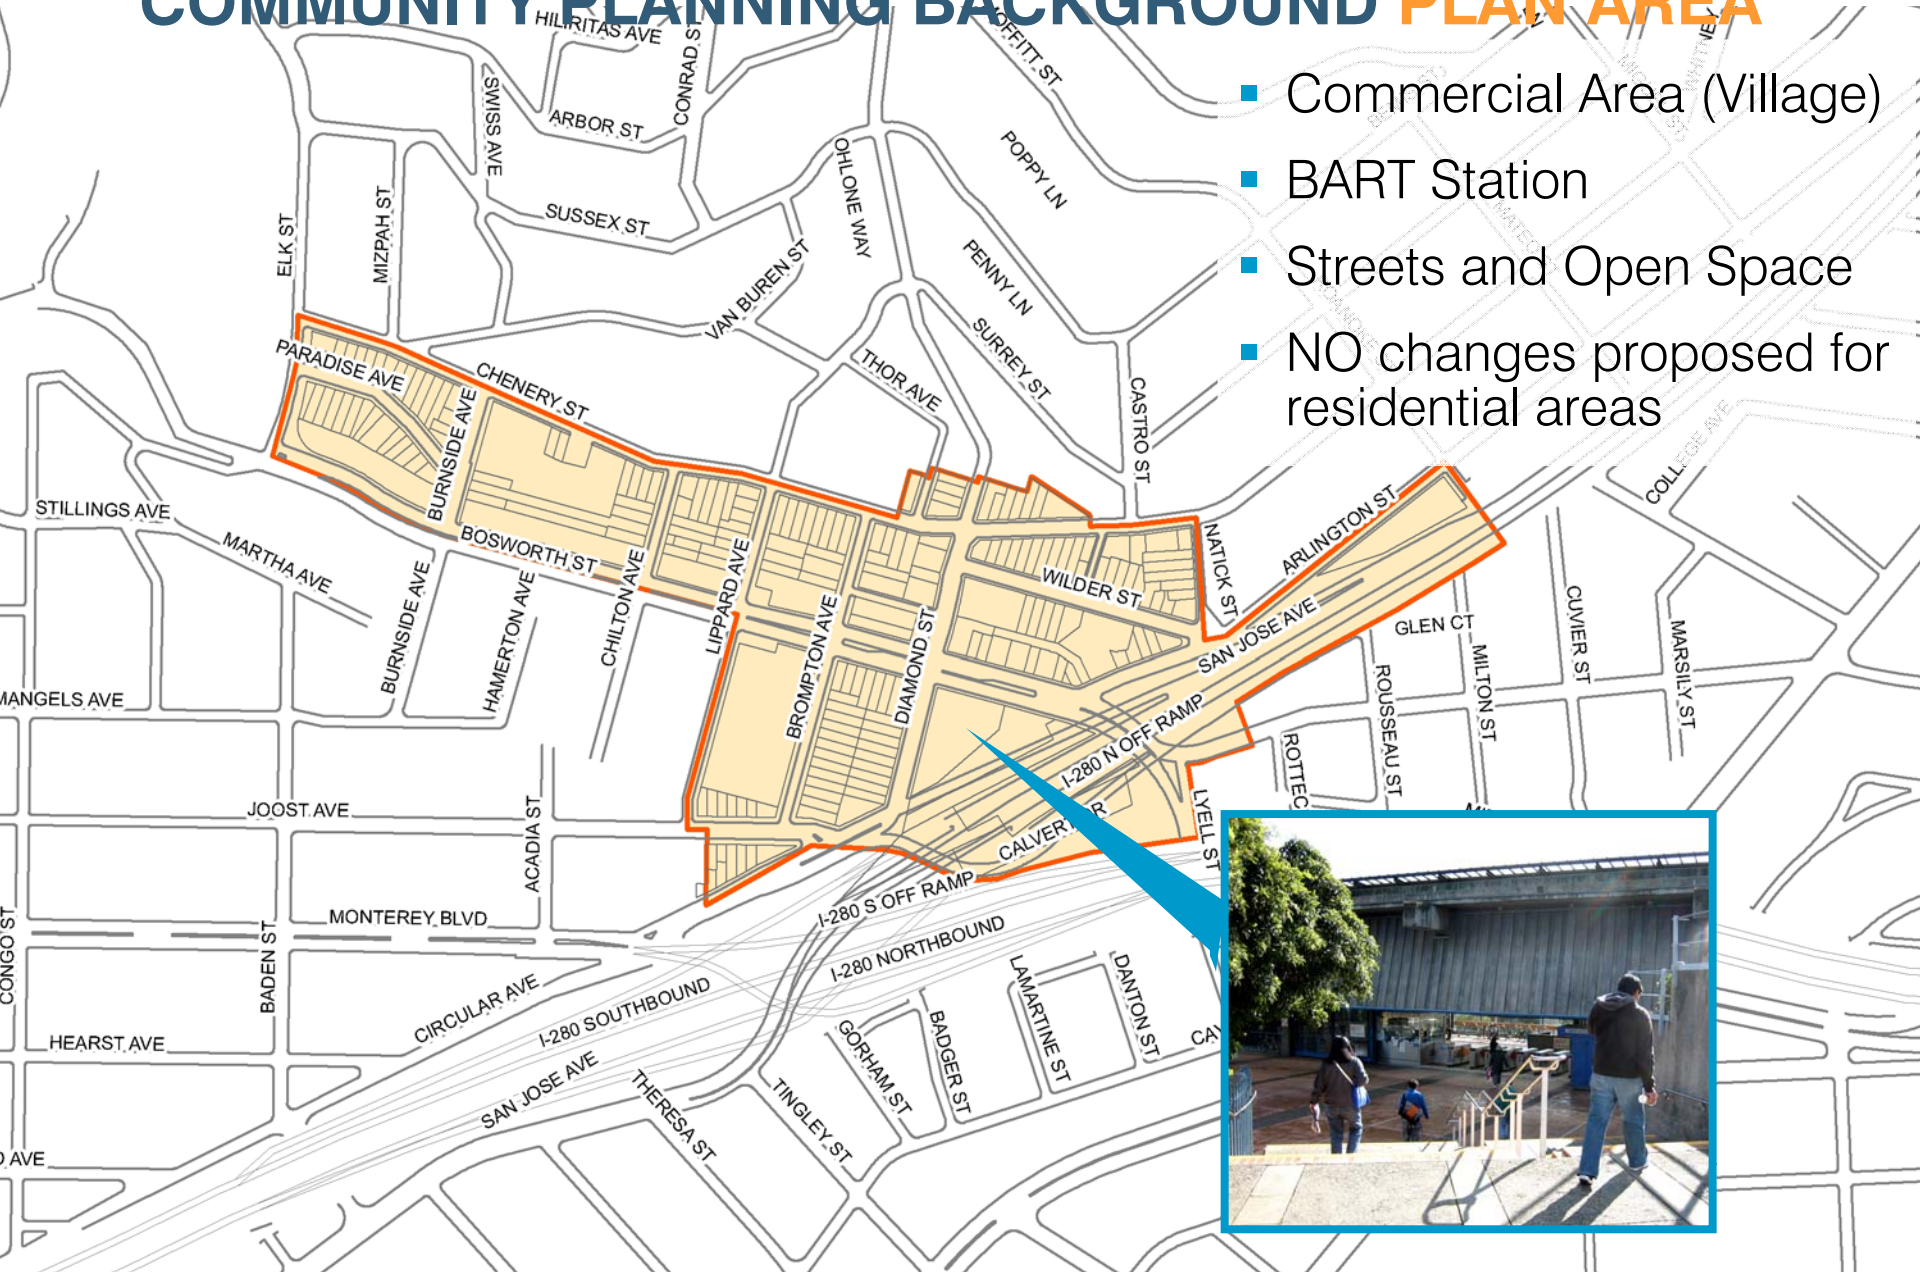 COMMUNITY PLANNING BACKGROUND PLAN AREA
Commercial Area (Village)
BART Station
Streets and Open Space
NO changes proposed for
residential areas
HILIRITAS AVE
CONRAD ST
MOFFITT ST
SWISS AVE
ARBOR ST
POPPY LN
OHLONE WAY
MIZPAH ST
ELK ST
SUSSEX ST
VAN BUREN ST
PENNY LN
SURREY ST
PARADISE AVE
CHENERY ST
THOR AVE
CASTRO ST
COLLEGE AVE
BURNSIDE AVE
STILLINGS AVE
MARTHA AVE
BOSWORTH ST
ARLINGTON ST
NATICK ST
WILDER ST
BURNSIDE AVE
HAMERTON AVE
CHILTON AVE
LIPPARD AVE
BROMPTON AVE
DIAMOND ST
SAN JOSE AVE
GLEN CT
CUVIER ST
MARSILY ST
MILTON ST
ROUSSEAU ST
MANGELS AVE
I-280 N OFF RAMP
ROTTEC
JOOST AVE
ACADIA ST
CALVERT DR
LYELL ST
I-280 S OFF RAMP
MONTEREY BLVD
I-280 NORTHBOUND
CONGO ST
BADEN ST
CIRCULAR AVE
I-280 SOUTHBOUND
LAMARTINE ST
DANTON ST
HEARST AVE
GORHAM ST
BADGER ST
CAV
SAN JOSE AVE
THERESA ST
TINGLEY ST
AVE